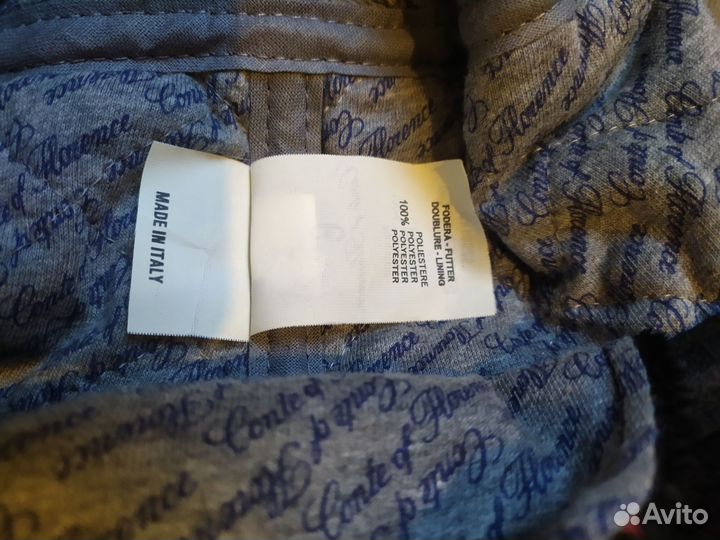 MADE IN ITALY
FODERA - FUTTER
DOUBLURE - LINING
100% POLIESTERE
POLYESTER
POLYESTER
POLYESTER
Conte of Florence
Avito